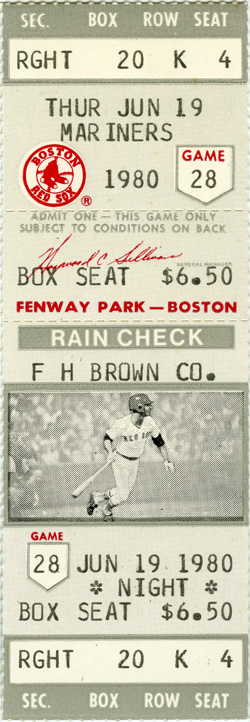 SEC. BOX ROW SEAT
RGHT 20 K 4
THUR JUN 19
MARINERS
BOSTON
RED SOX
®
1980
GAME
28
ADMIT ONE — THIS GAME ONLY
SUBJECT TO CONDITIONS ON BACK
Haywood C Sullivan
GENERAL MANAGER
BOX SEAT $6.50
FENWAY PARK — BOSTON
RAIN CHECK
F H BROWN CO.
RED SOX
GAME
28
JUN 19 1980
* NIGHT *
BOX SEAT $6.50
RGHT 20 K 4
SEC. BOX ROW SEAT